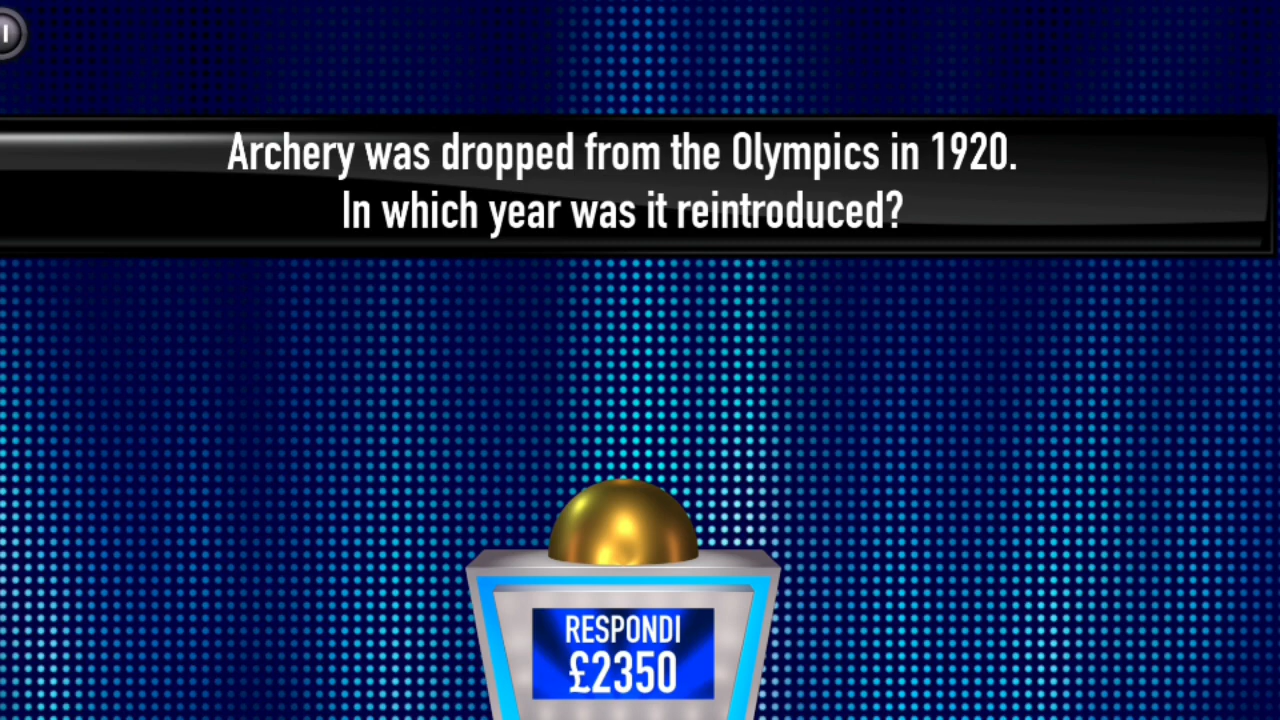 Archery was dropped from the Olympics in 1920.
In which year was it reintroduced?
RESPONDI
£2350